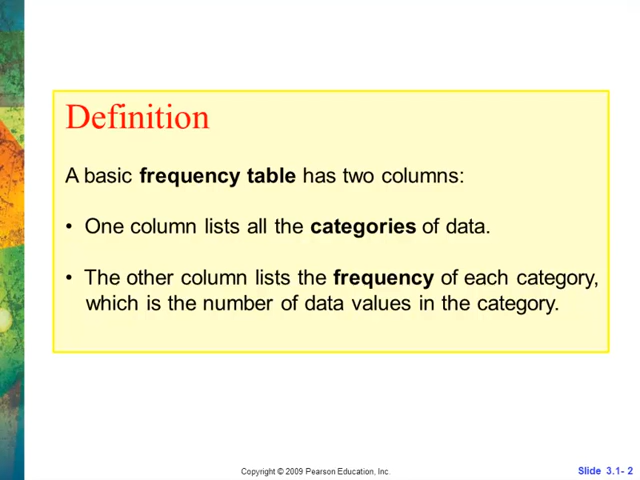 Definition
A basic frequency table has two columns:
• One column lists all the categories of data.
• The other column lists the frequency of each category,
which is the number of data values in the category.
Copyright © 2009 Pearson Education, Inc.
Slide 3.1- 2